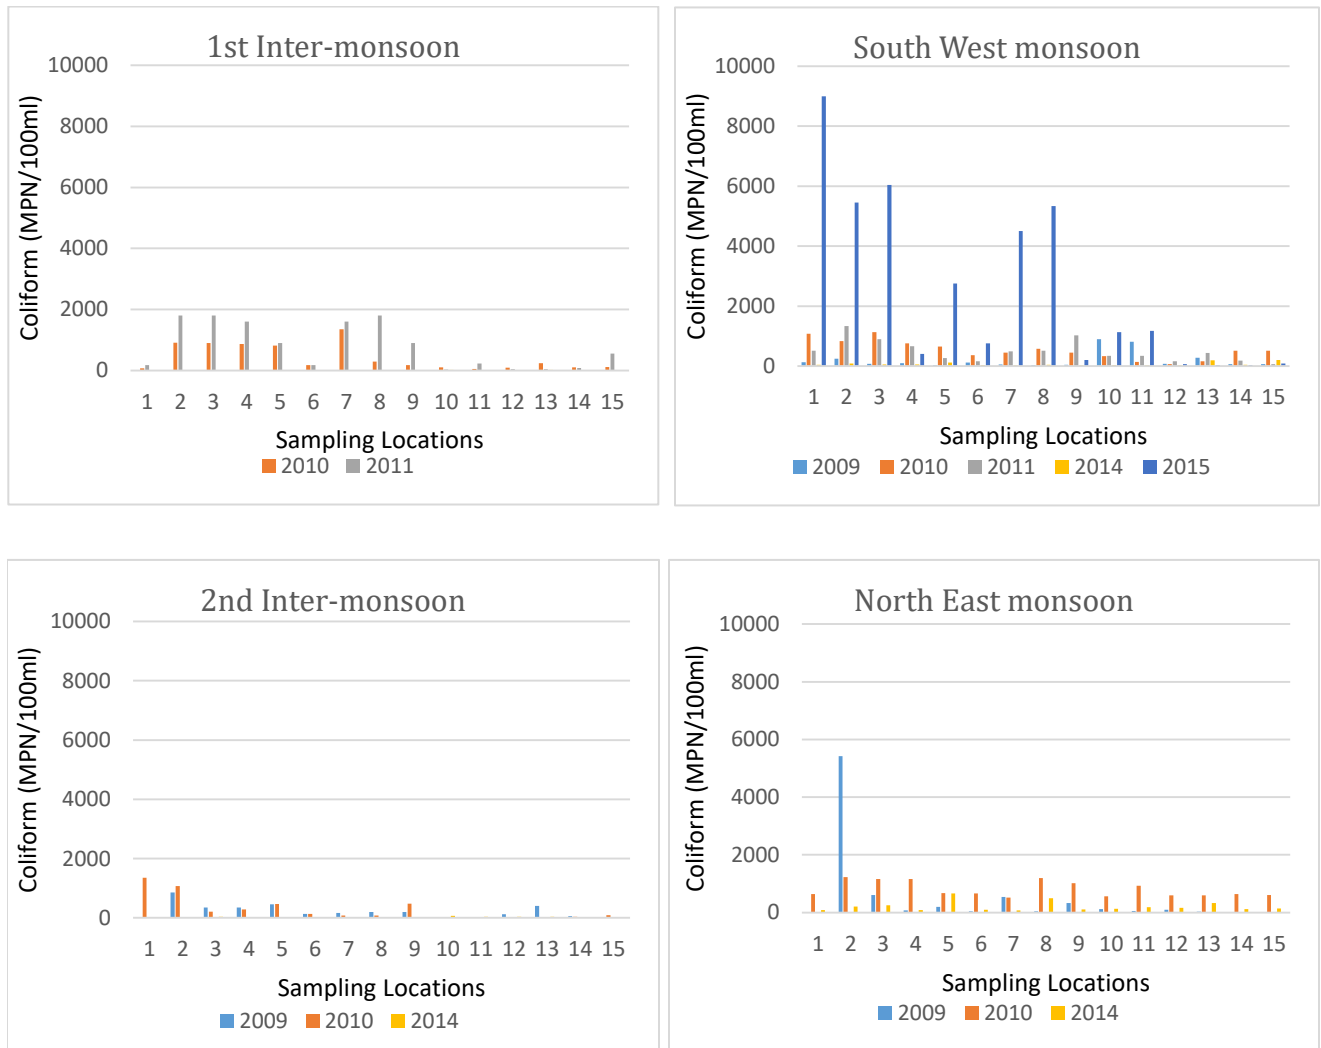 1st Inter-monsoon
10000
8000
6000
4000
2000
0
Coliform (MPN/100ml)
1 2 3 4 5 6 7 8 9 10 11 12 13 14 15
Sampling Locations
2010 2011
South West monsoon
10000
8000
6000
4000
2000
0
Coliform (MPN/100ml)
1 2 3 4 5 6 7 8 9 10 11 12 13 14 15
Sampling Locations
2009 2010 2011 2014 2015
2nd Inter-monsoon
10000
8000
6000
4000
2000
0
Coliform (MPN/100ml)
1 2 3 4 5 6 7 8 9 10 11 12 13 14 15
Sampling Locations
2009 2010 2014
North East monsoon
10000
8000
6000
4000
2000
0
Coliform (MPN/100ml)
1 2 3 4 5 6 7 8 9 10 11 12 13 14 15
Sampling Locations
2009 2010 2014